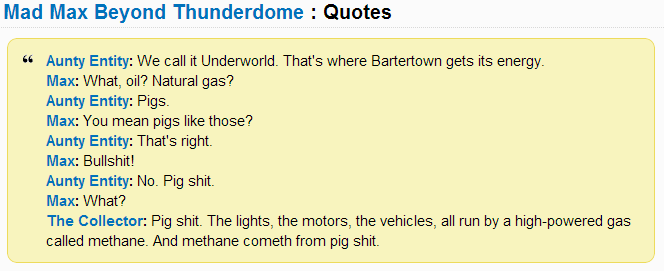 Mad Max Beyond Thunderdome : Quotes
“ Aunty Entity: We call it Underworld. That's where Bartertown gets its energy.
Max: What, oil? Natural gas?
Aunty Entity: Pigs.
Max: You mean pigs like those?
Aunty Entity: That's right.
Max: Bullshit!
Aunty Entity: No. Pig shit.
Max: What?
The Collector: Pig shit. The lights, the motors, the vehicles, all run by a high-powered gas
called methane. And methane cometh from pig shit.